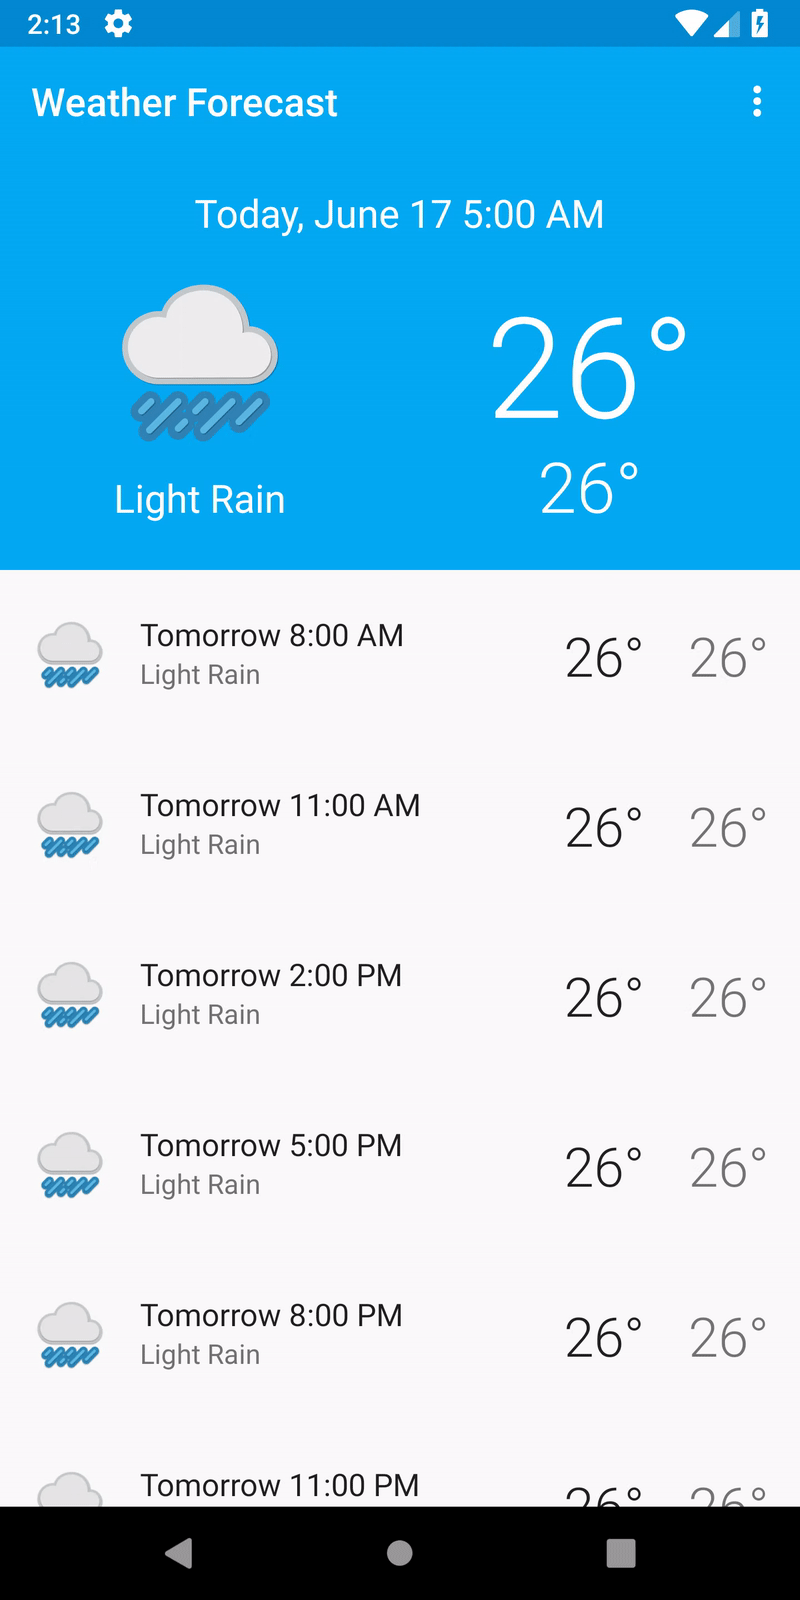 2:13
Weather Forecast
Today, June 17 5:00 AM
26°
26°
Light Rain
Tomorrow 8:00 AM
Light Rain
26° 26°
Tomorrow 11:00 AM
Light Rain
26° 26°
Tomorrow 2:00 PM
Light Rain
26° 26°
Tomorrow 5:00 PM
Light Rain
26° 26°
Tomorrow 8:00 PM
Light Rain
26° 26°
Tomorrow 11:00 PM
26° 26°